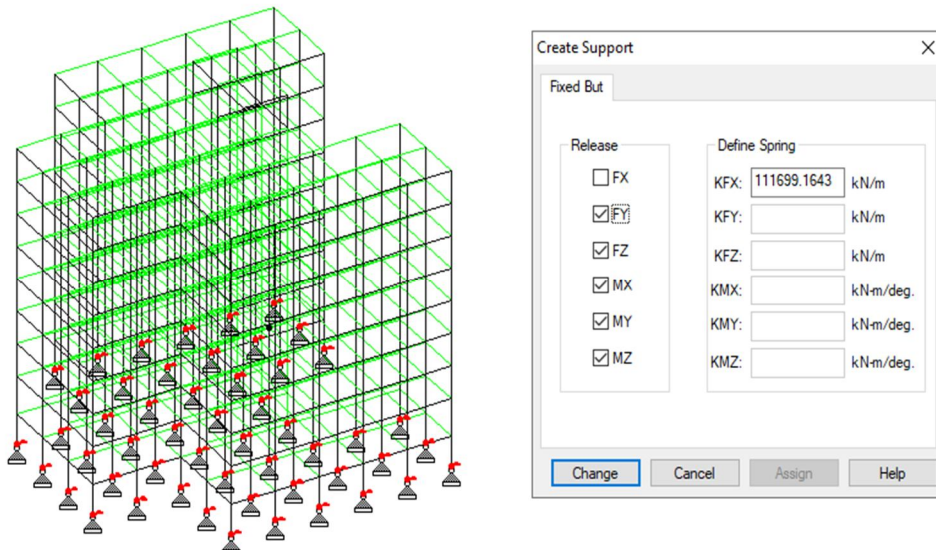 Create Support
Fixed But
Release
FX
FY
FZ
MX
MY
MZ
Define Spring
KFX: 111699.1643 kN/m
KFY: kN/m
KFZ: kN/m
KMX: kN-m/deg.
KMY: kN-m/deg.
KMZ: kN-m/deg.
Change Cancel Assign Help